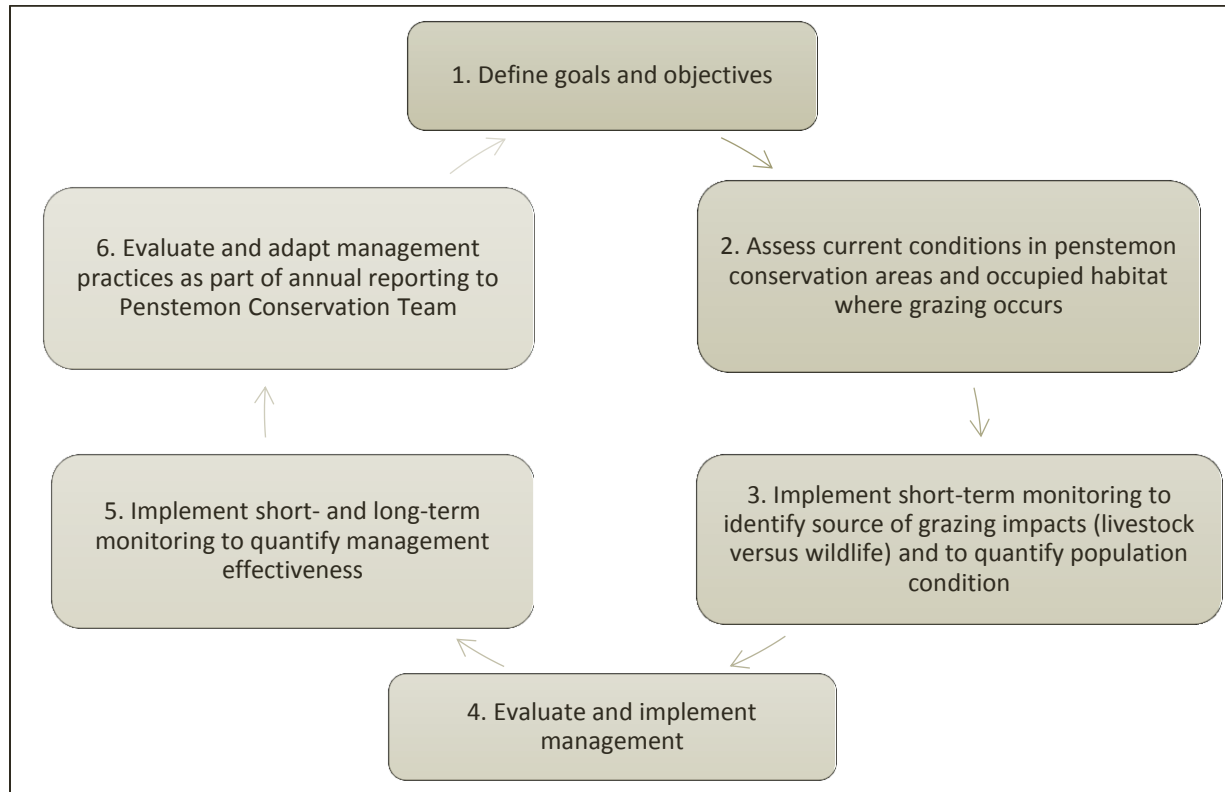 1. Define goals and objectives
2. Assess current conditions in penstemon
conservation areas and occupied habitat
where grazing occurs
3. Implement short-term monitoring to
identify source of grazing impacts (livestock
versus wildlife) and to quantify population
condition
4. Evaluate and implement
management
5. Implement short- and long-term
monitoring to quantify management
effectiveness
6. Evaluate and adapt management
practices as part of annual reporting to
Penstemon Conservation Team